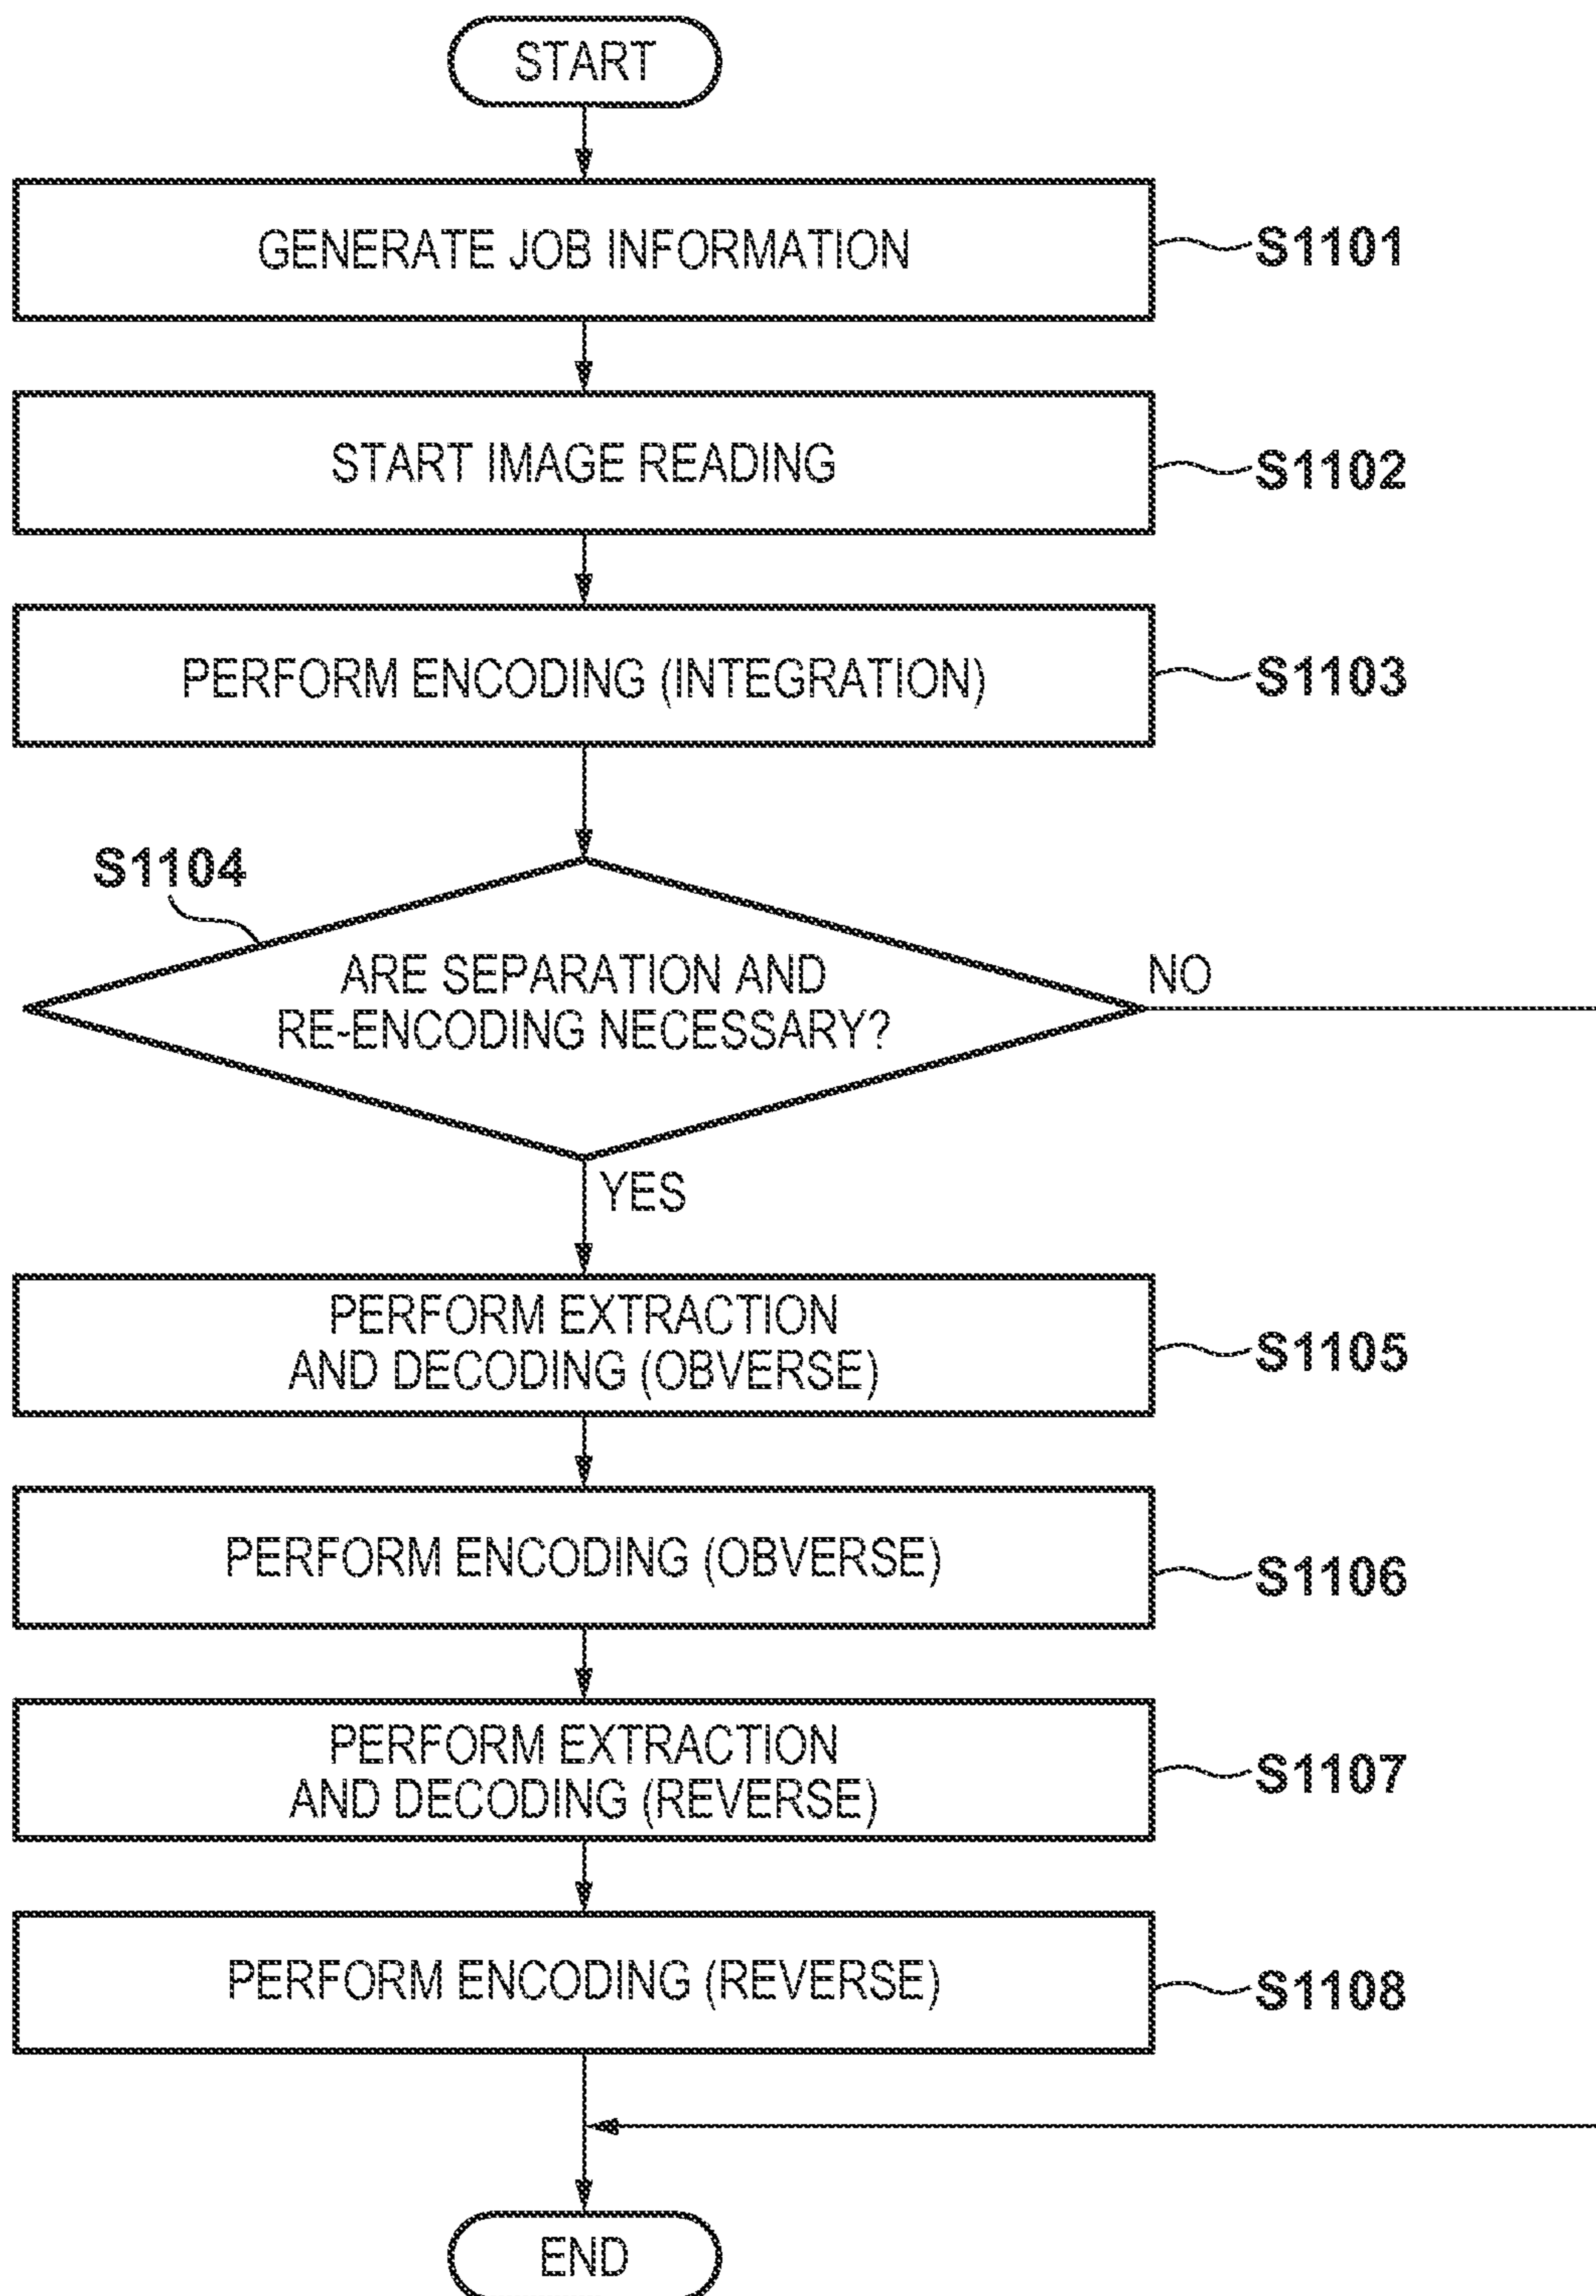 START
GENERATE JOB INFORMATION
S1101
START IMAGE READING
S1102
PERFORM ENCODING (INTEGRATION)
S1103
S1104
ARE SEPARATION AND
RE-ENCODING NECESSARY?
NO
YES
PERFORM EXTRACTION
AND DECODING (OBVERSE)
S1105
PERFORM ENCODING (OBVERSE)
S1106
PERFORM EXTRACTION
AND DECODING (REVERSE)
S1107
PERFORM ENCODING (REVERSE)
S1108
END